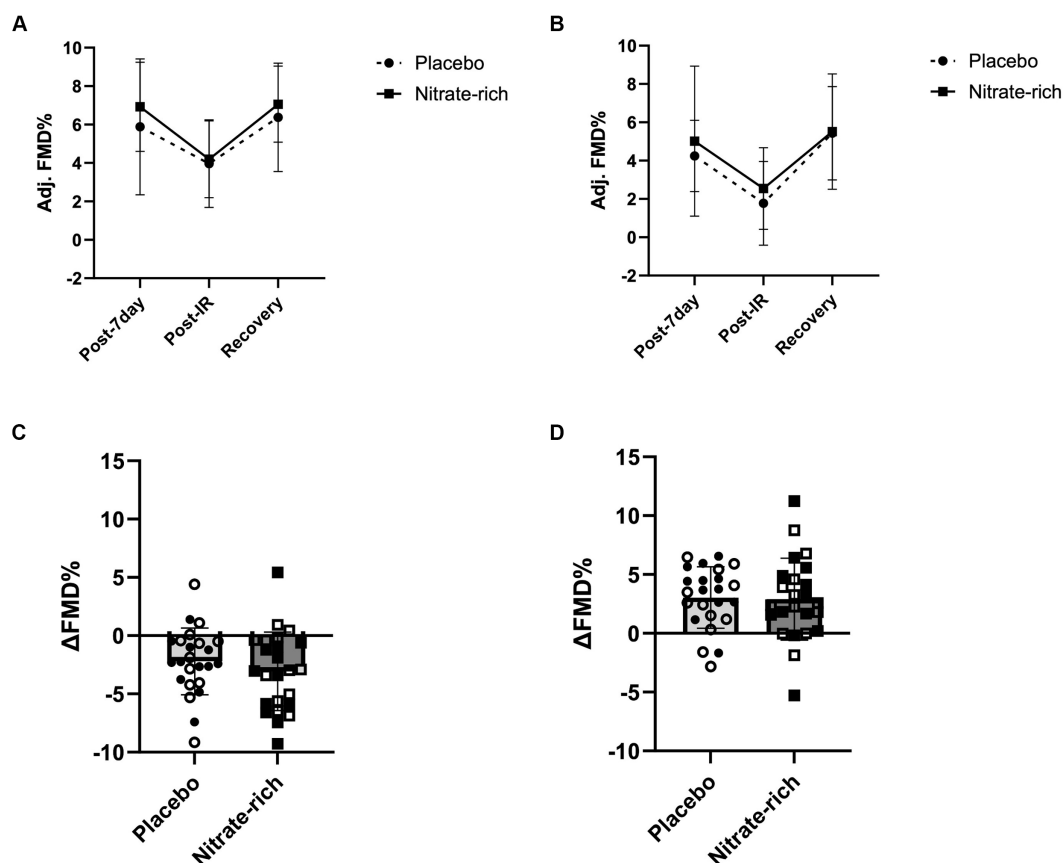 A
10
8
6
4
2
0
-2
Adj. FMD%
Post-7day
Post-IR
Recovery
Placebo
Nitrate-rich
B
10
8
6
4
2
0
-2
Adj. FMD%
Post-7day
Post-IR
Recovery
Placebo
Nitrate-rich
C
15
10
5
0
-5
-10
ΔFMD%
Placebo
Nitrate-rich
D
15
10
5
0
-5
-10
ΔFMD%
Placebo
Nitrate-rich